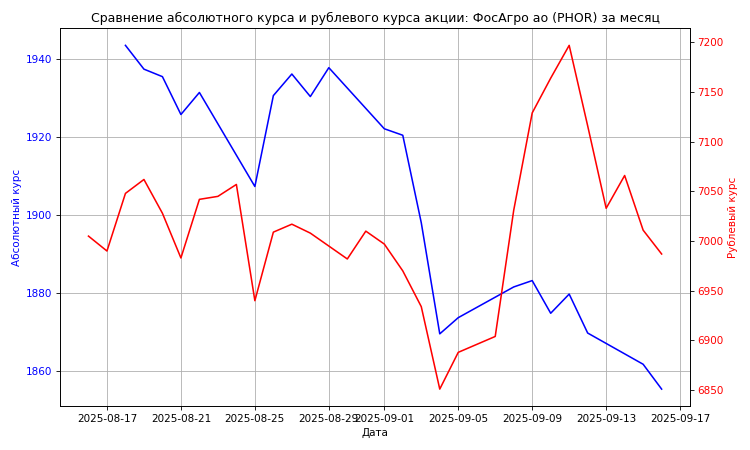 Сравнение абсолютного курса и рублевого курса акции: ФосАгро ао (PHOR) за месяц
1940
1920
1900
1880
1860
Абсолютный курс
7200
7150
7100
7050
7000
6950
6900
6850
Рублевый курс
2025-08-17 2025-08-21 2025-08-25 2025-08-29 2025-09-01 2025-09-05 2025-09-09 2025-09-13 2025-09-17
Дата